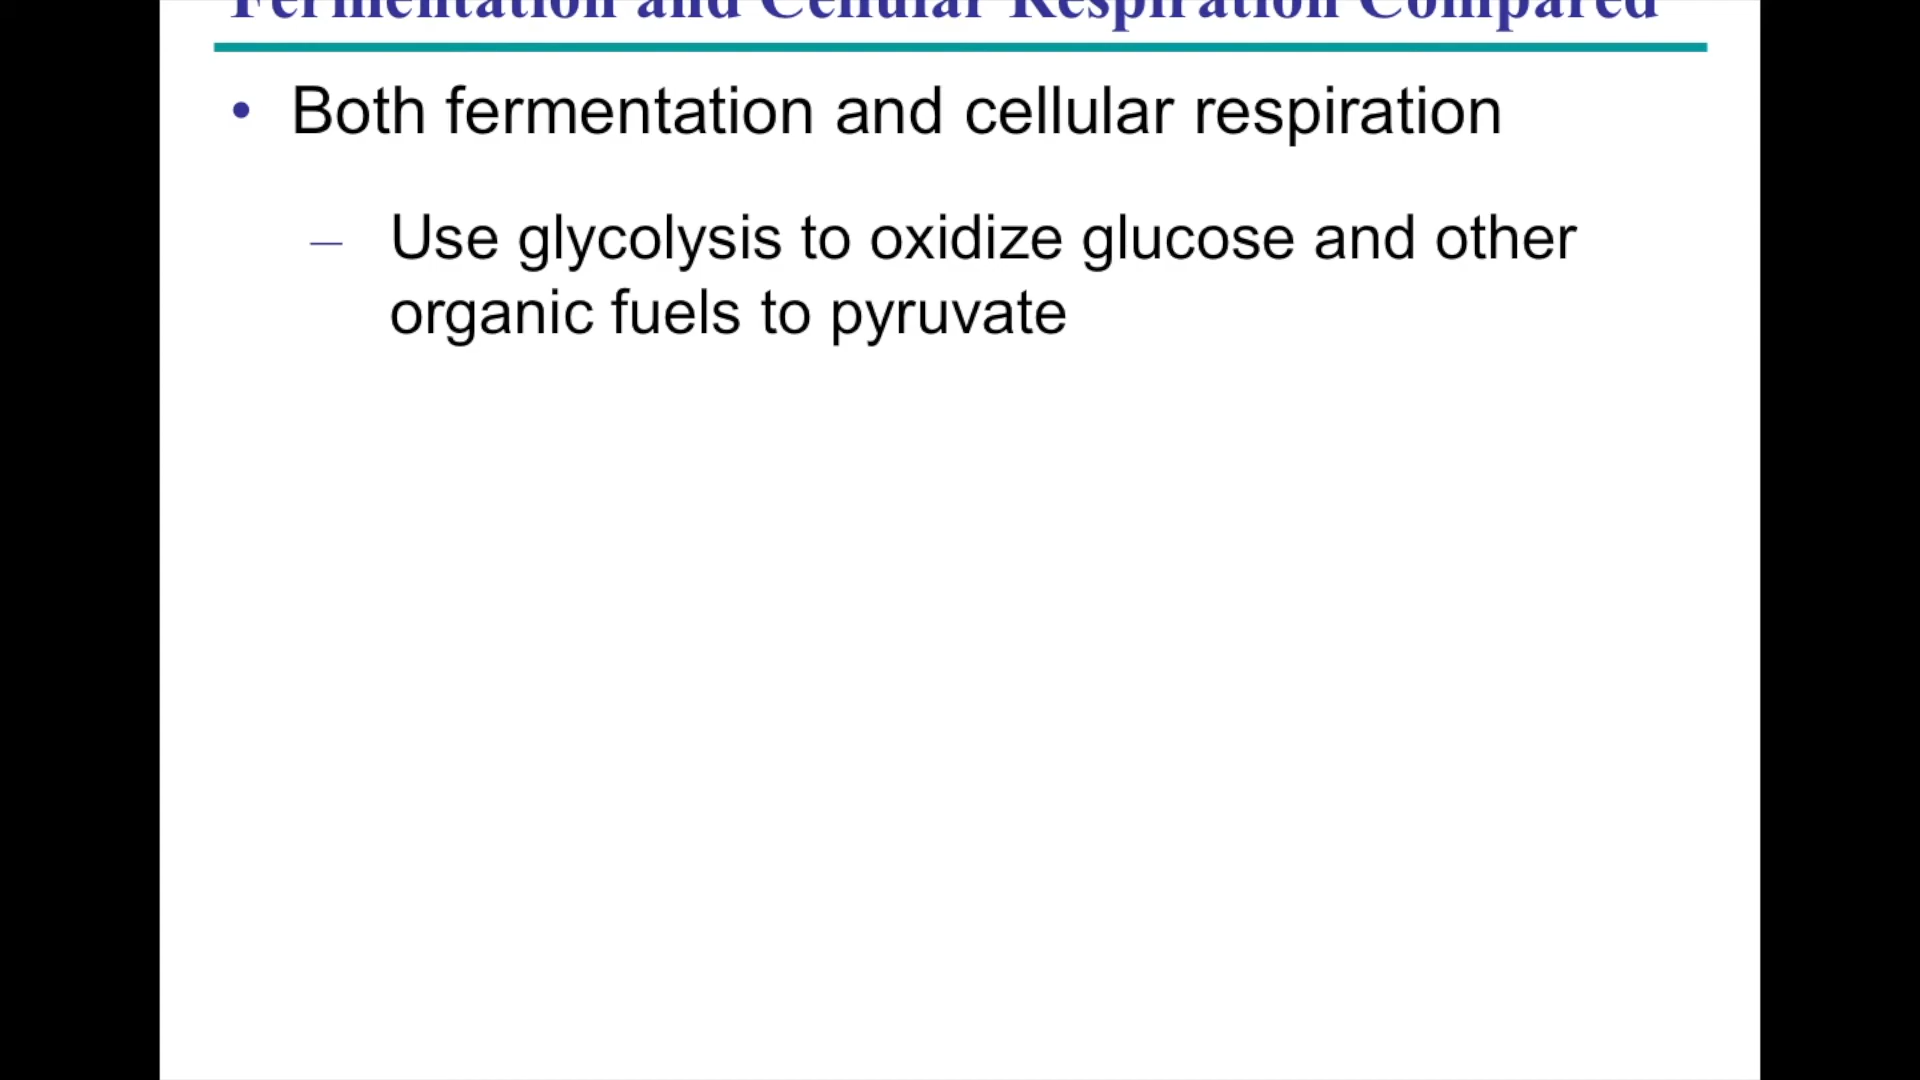 Fermentation and Cellular Respiration Compared
• Both fermentation and cellular respiration
– Use glycolysis to oxidize glucose and other
organic fuels to pyruvate